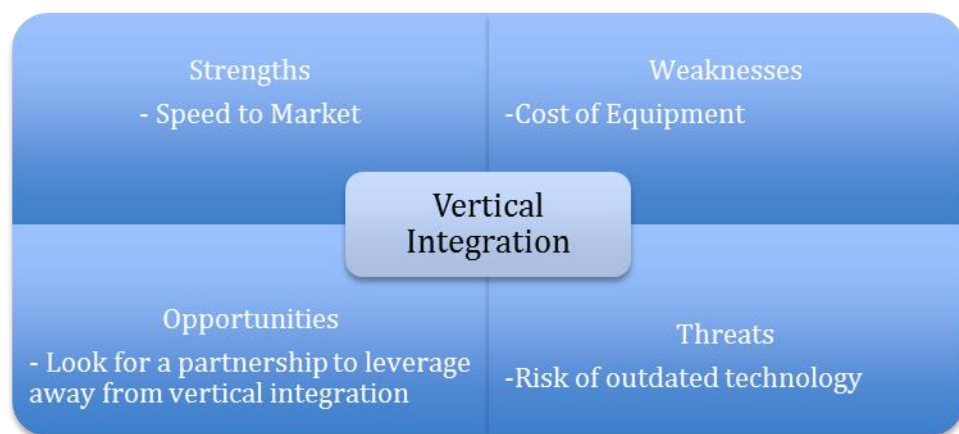 Strengths
- Speed to Market
Weaknesses
-Cost of Equipment
Vertical
Integration
Opportunities
- Look for a partnership to leverage
away from vertical integration
Threats
-Risk of outdated technology